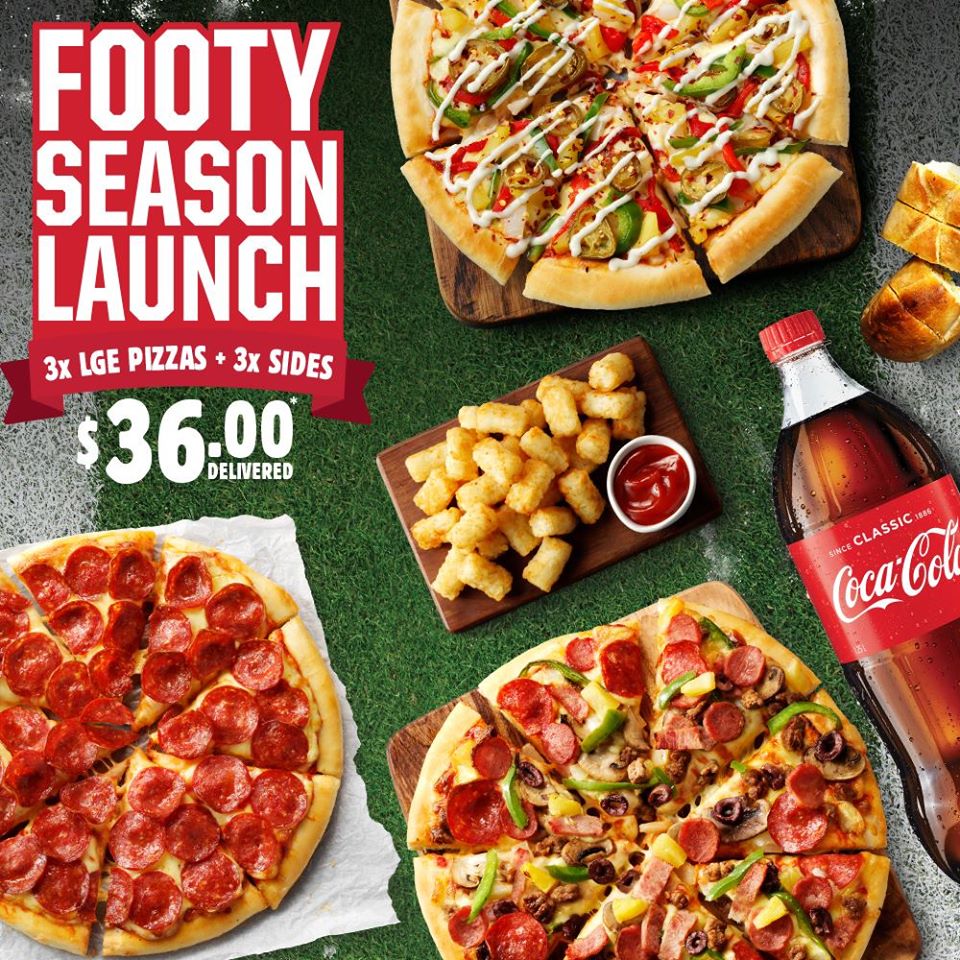 FOOTY
SEASON
LAUNCH
3x LGE PIZZAS + 3x SIDES
$36.00*
DELIVERED
SINCE CLASSIC 1886
Coca-Cola